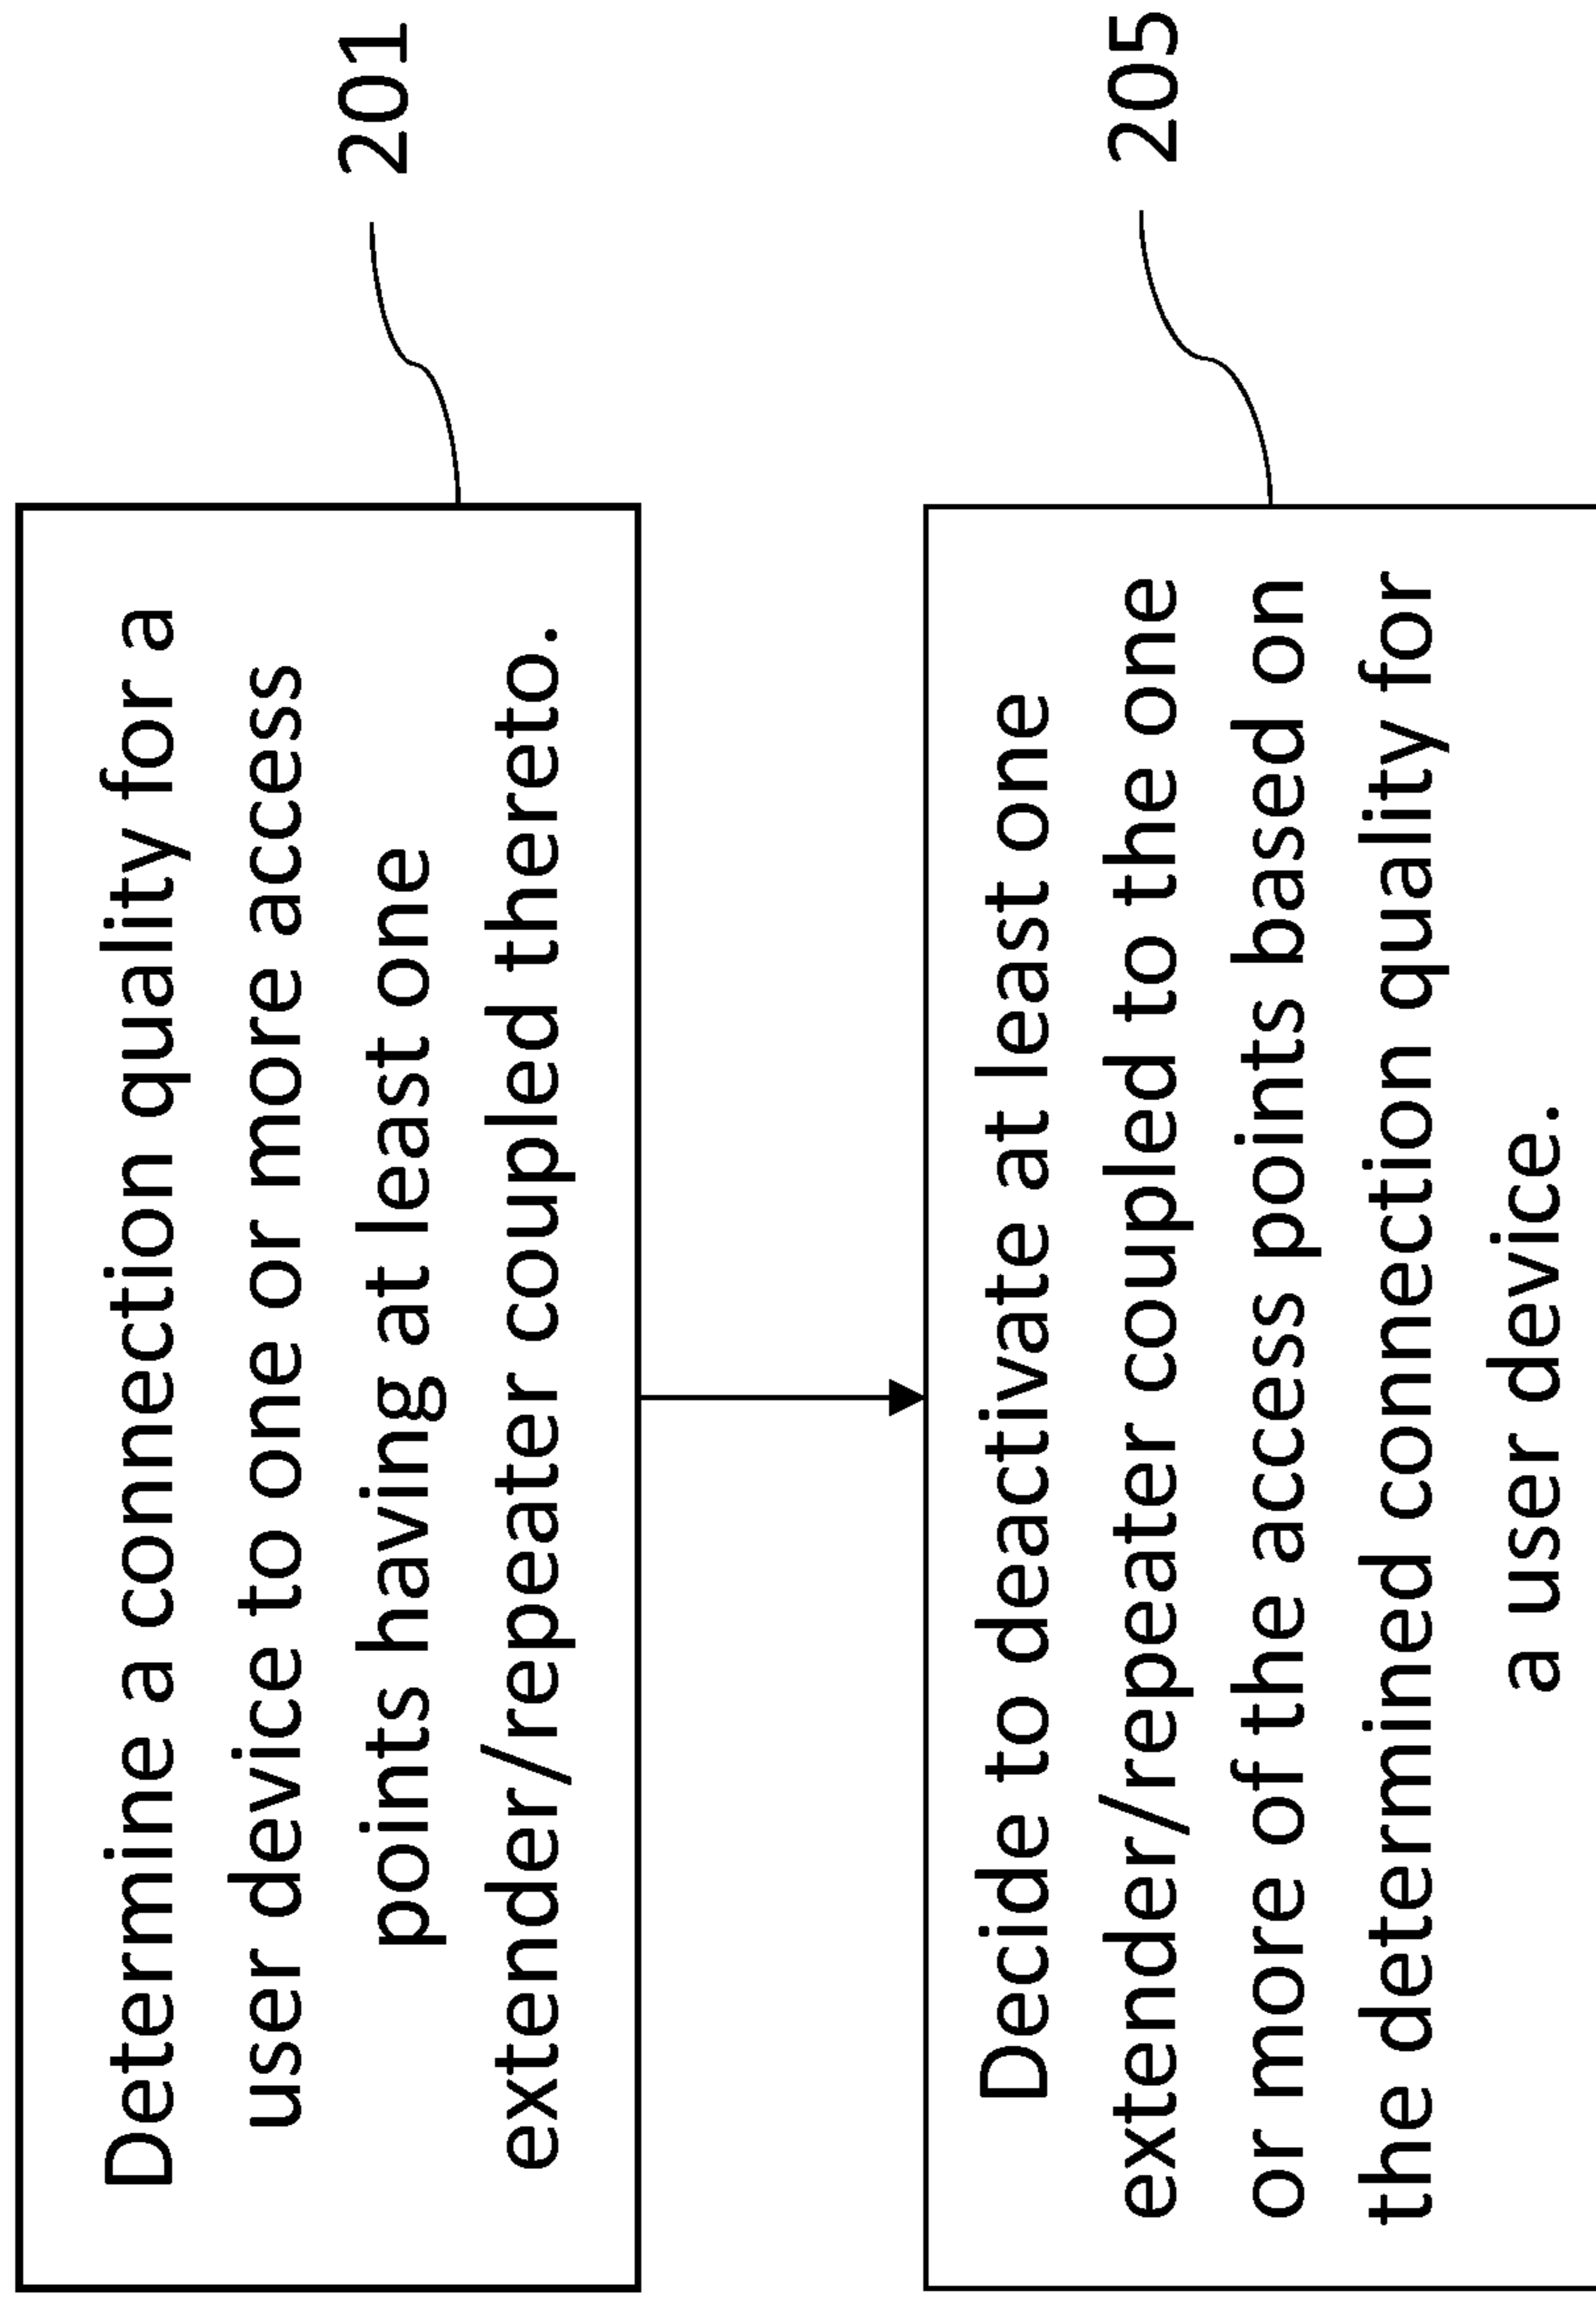 Determine a connection quality for a
user device to one or more access
points having at least one
extender/repeater coupled thereto.
201
Decide to deactivate at least one
extender/repeater coupled to the one
or more of the access points based on
the determined connection quality for
a user device.
205